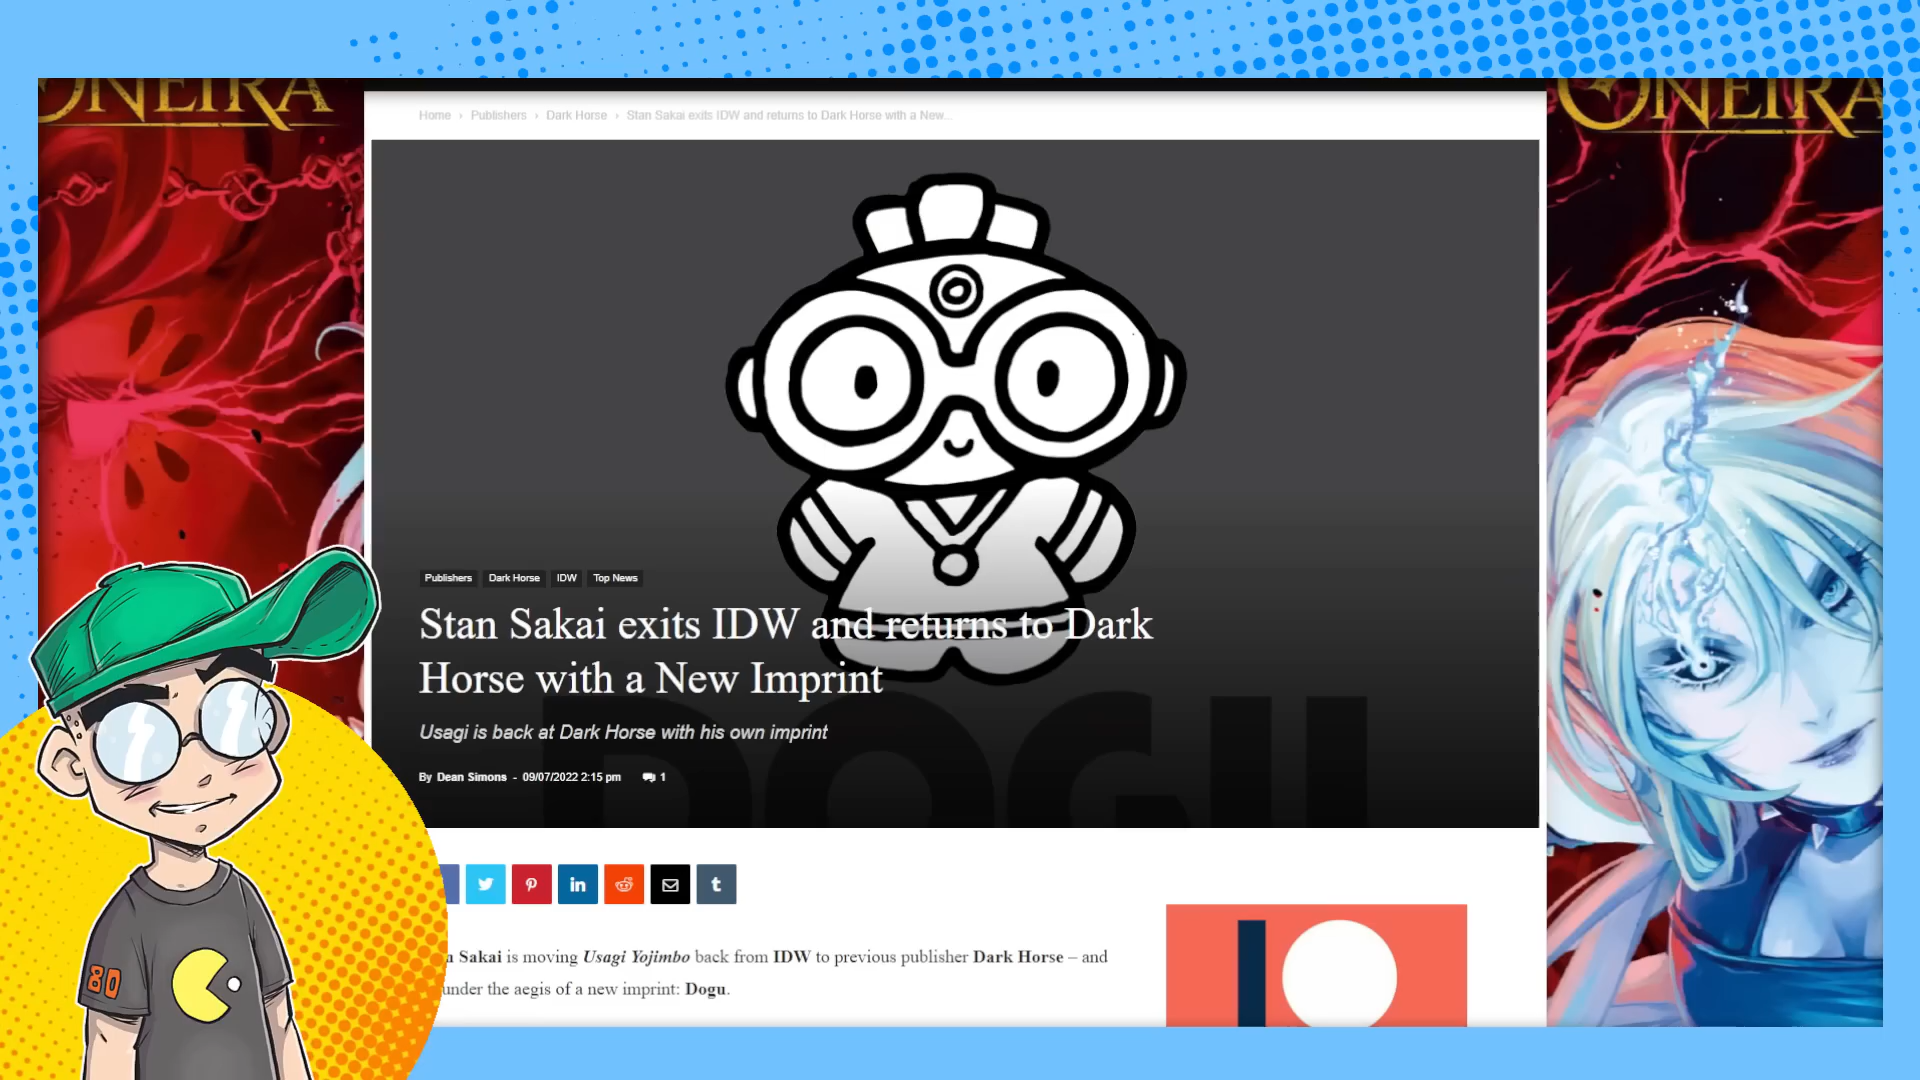 ONEIRA
ONEIRA
Home › Publishers › Dark Horse › Stan Sakai exits IDW and returns to Dark Horse with a New...
Publishers Dark Horse IDW Top News
Stan Sakai exits IDW and returns to Dark
Horse with a New Imprint
Usagi is back at Dark Horse with his own imprint
By Dean Simons - 09/07/2022 2:15 pm 1
DOGU
Sakai is moving Usagi Yojimbo back from IDW to previous publisher Dark Horse – and
under the aegis of a new imprint: Dogu.
80